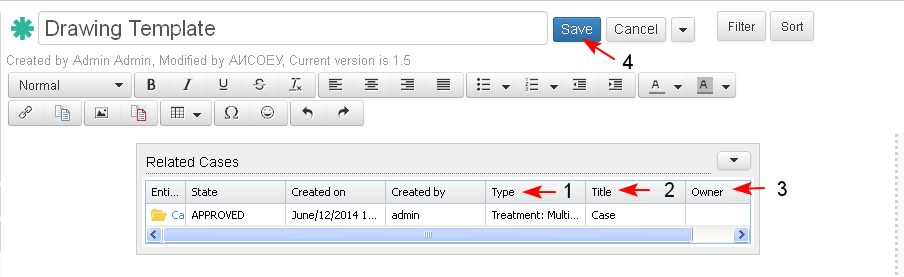 Drawing Template Save Cancel Filter Sort
4
Created by Admin Admin, Modified by АИСОЕУ, Current version is 1.5
Normal B I U S Ix A A
Ω
Related Cases
Enti... State Created on Created by Type 1 Title 2 Owner 3
Ca APPROVED June/12/2014 1... admin Treatment: Multi... Case